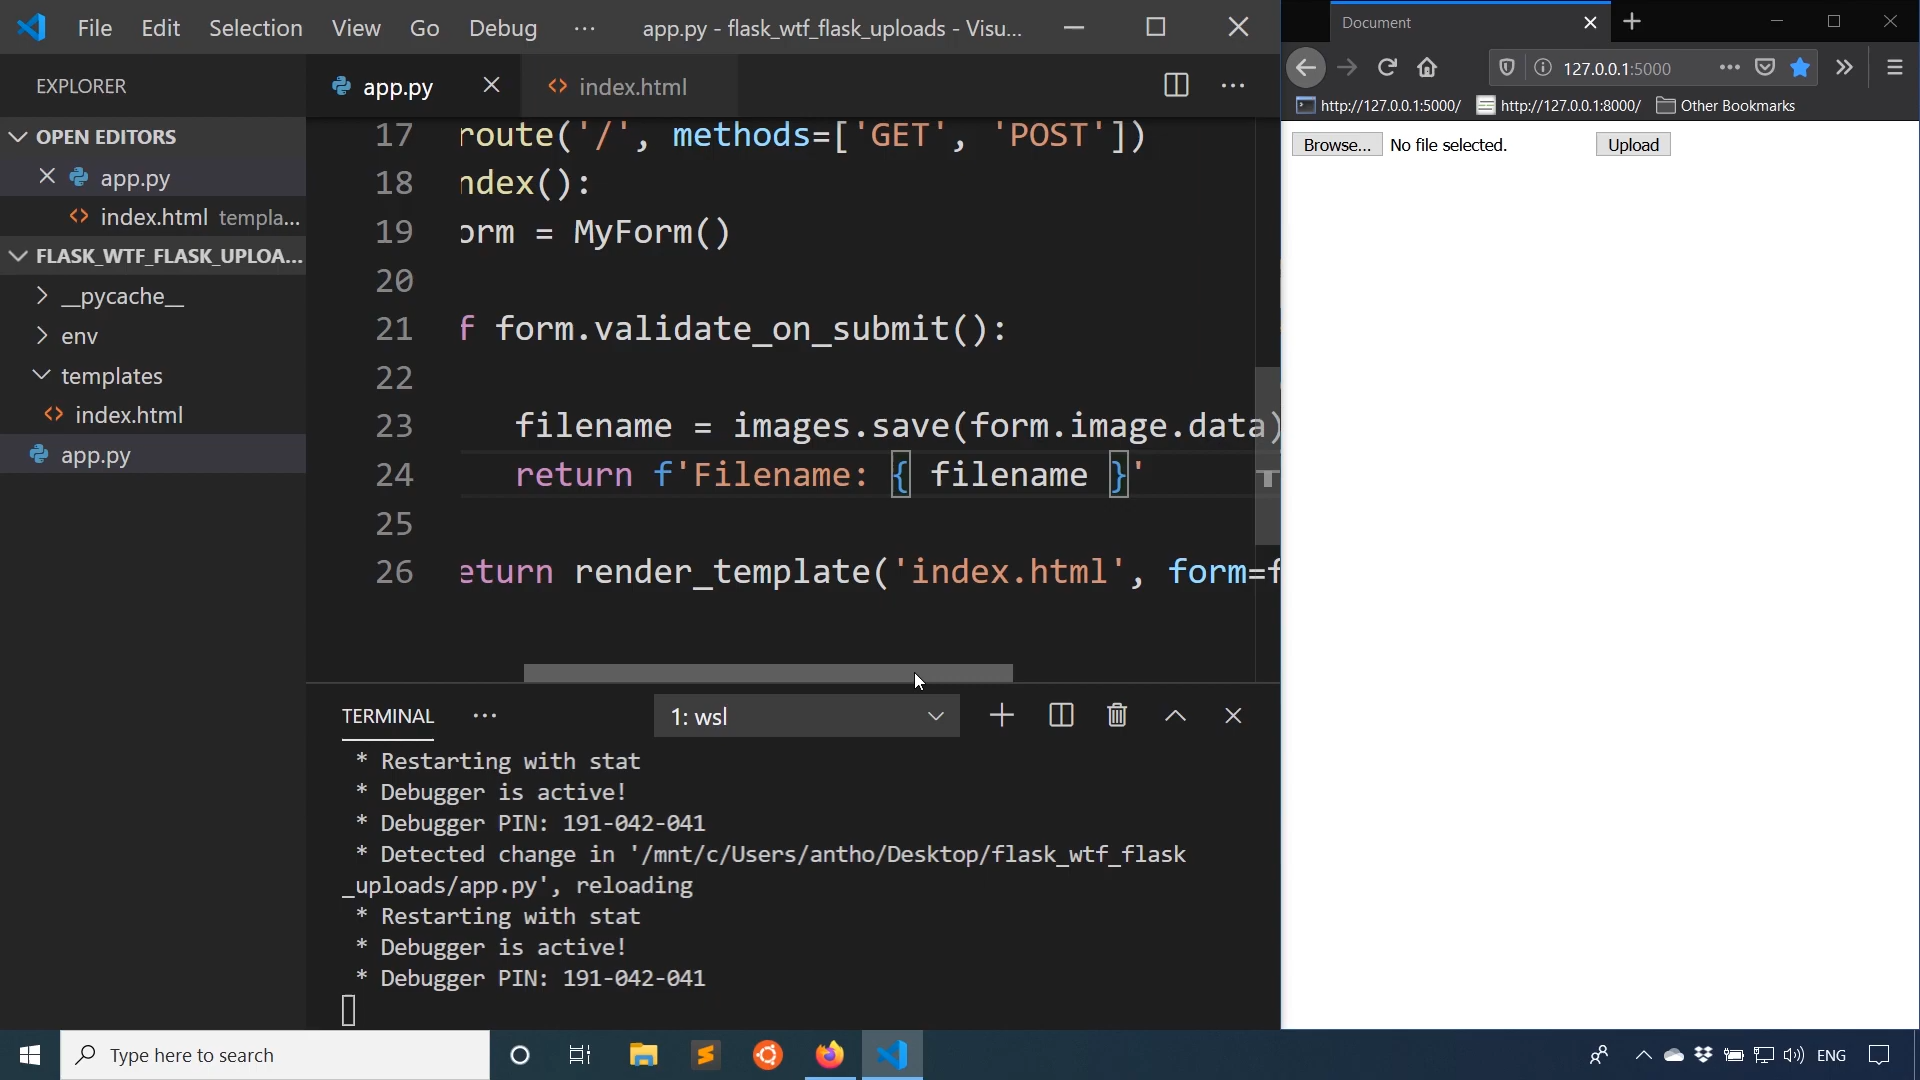 File Edit Selection View Go Debug ··· app.py - flask_wtf_flask_uploads - Visu...
EXPLORER
OPEN EDITORS
app.py
index.html templa...
FLASK_WTF_FLASK_UPLOA...
__pycache__
env
templates
index.html
app.py
app.py index.html
17 route('/', methods=['GET', 'POST'])
18 ndex():
19 orm = MyForm()
20
21 f form.validate_on_submit():
22
23 filename = images.save(form.image.data)
24 return f'Filename: { filename }'
25
26 eturn render_template('index.html', form=f
TERMINAL ··· 1: wsl
* Restarting with stat
* Debugger is active!
* Debugger PIN: 191-042-041
* Detected change in '/mnt/c/Users/antho/Desktop/flask_wtf_flask
_uploads/app.py', reloading
* Restarting with stat
* Debugger is active!
* Debugger PIN: 191-042-041
Document
127.0.0.1:5000
http://127.0.0.1:5000/ http://127.0.0.1:8000/ Other Bookmarks
Browse... No file selected. Upload
Type here to search
ENG